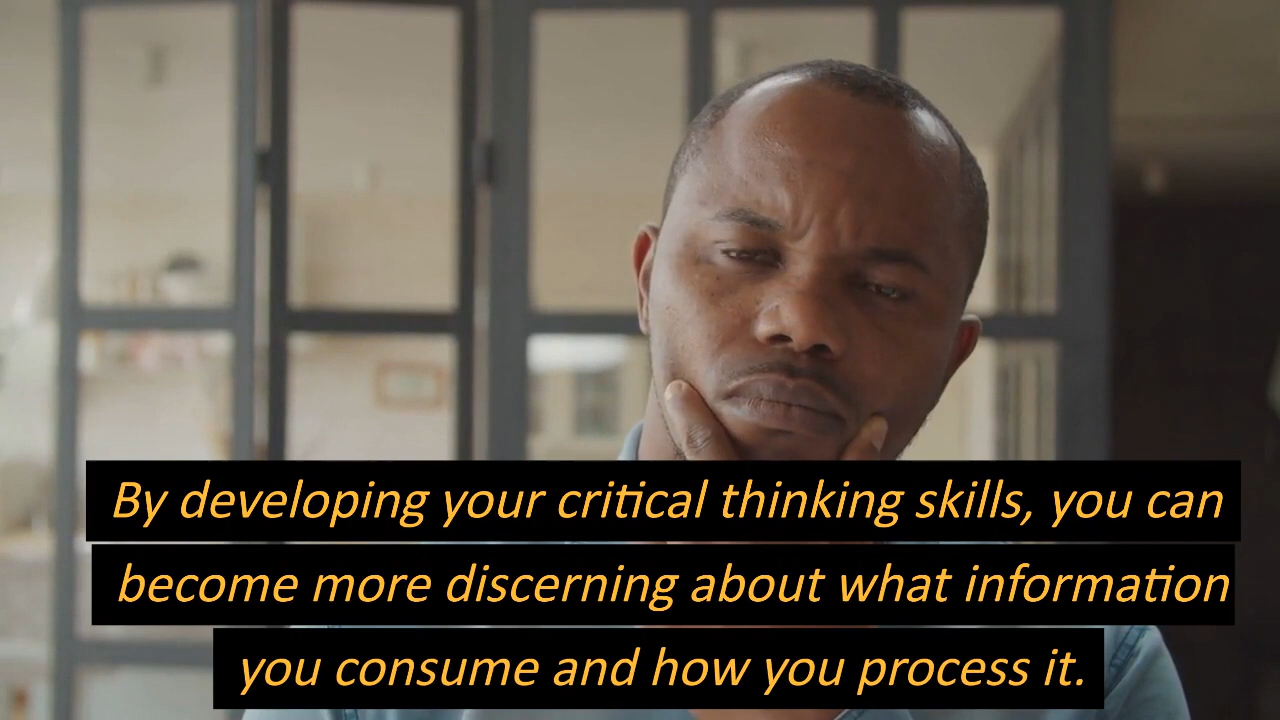 By developing your critical thinking skills, you can
become more discerning about what information
you consume and how you process it.